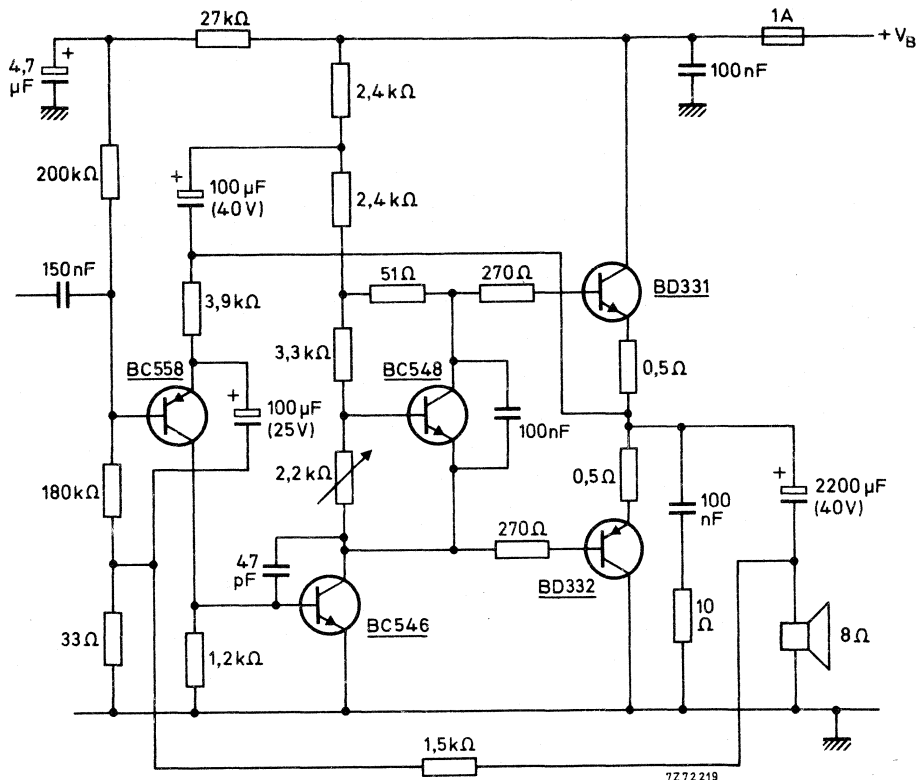 27kΩ
1A
+VB
+
4,7
µF
100nF
2,4kΩ
200kΩ
+
100µF
(40V)
2,4kΩ
150nF
51Ω
270Ω
BD331
3,9kΩ
3,3kΩ
BC558
BC548
0,5Ω
+
100µF
(25V)
100nF
180kΩ
2,2kΩ
0,5Ω
+
2200µF
(40V)
100
nF
47
pF
270Ω
BD332
33Ω
1,2kΩ
BC546
10
Ω
8Ω
1,5kΩ
7Z72219